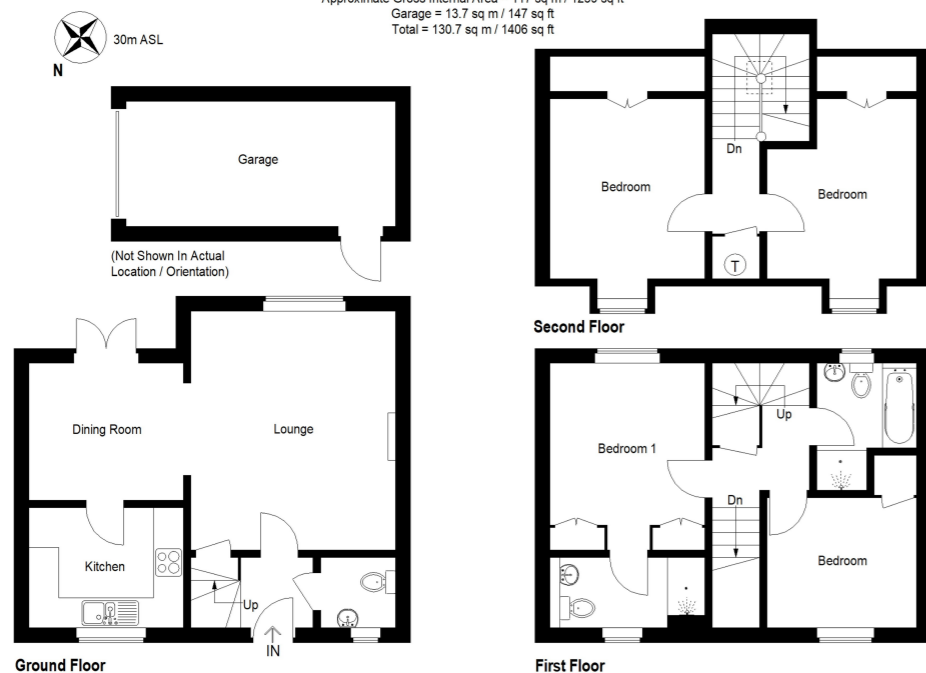 Garage = 13.7 sq m / 147 sq ft
Total = 130.7 sq m / 1406 sq ft
30m ASL
N
Garage
(Not Shown In Actual
Location / Orientation)
Dn
Bedroom
Bedroom
T
Second Floor
Dining Room
Lounge
Kitchen
Up
IN
Ground Floor
Bedroom 1
Up
Dn
Bedroom
First Floor